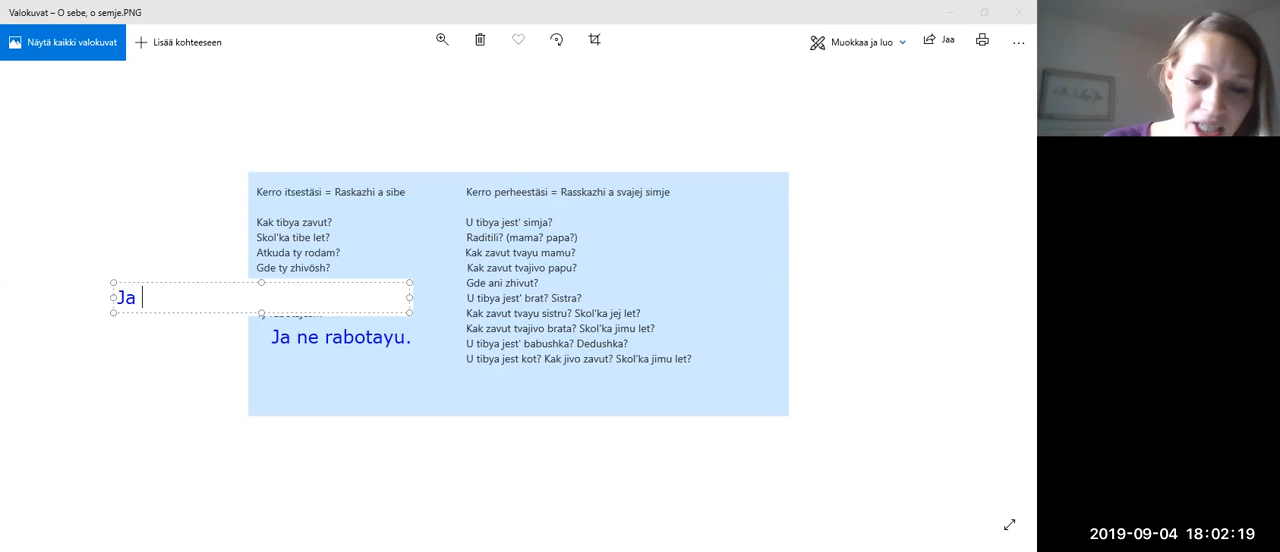 Valokuvat – O sebe, o semje.PNG
Näytä kaikki valokuvat
Lisää kohteeseen
Muokkaa ja luo
Jaa
Kerro itsestäsi = Raskazhi a sibe
Kak tibya zavut?
Skol'ka tibe let?
Atkuda ty rodam?
Gde ty zhivösh?
Ja
Ja ne rabotayu.
Kerro perheestäsi = Rasskazhi a svajej simje
U tibya jest' simja?
Raditili? (mama? papa?)
Kak zavut tvayu mamu?
Kak zavut tvajivo papu?
Gde ani zhivut?
U tibya jest' brat? Sistra?
Kak zavut tvayu sistru? Skol'ka jej let?
Kak zavut tvajivo brata? Skol'ka jimu let?
U tibya jest' babushka? Dedushka?
U tibya jest kot? Kak jivo zavut? Skol'ka jimu let?
2019-09-04 18:02:19